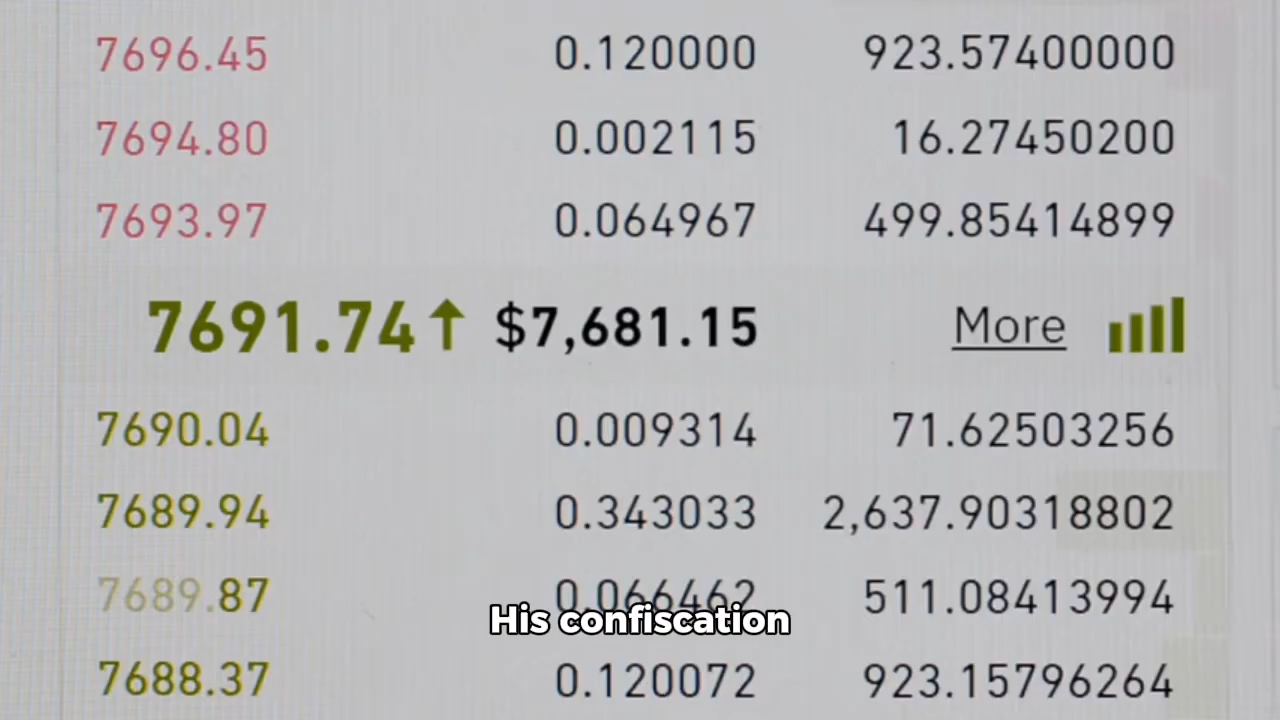 7696.45 0.120000 923.57400000
7694.80 0.002115 16.27450200
7693.97 0.064967 499.85414899
7691.74↑ $7,681.15 More
7690.04 0.009314 71.62503256
7689.94 0.343033 2,637.90318802
7689.87 0.066462 511.08413994
His confiscation
7688.37 0.120072 923.15796264